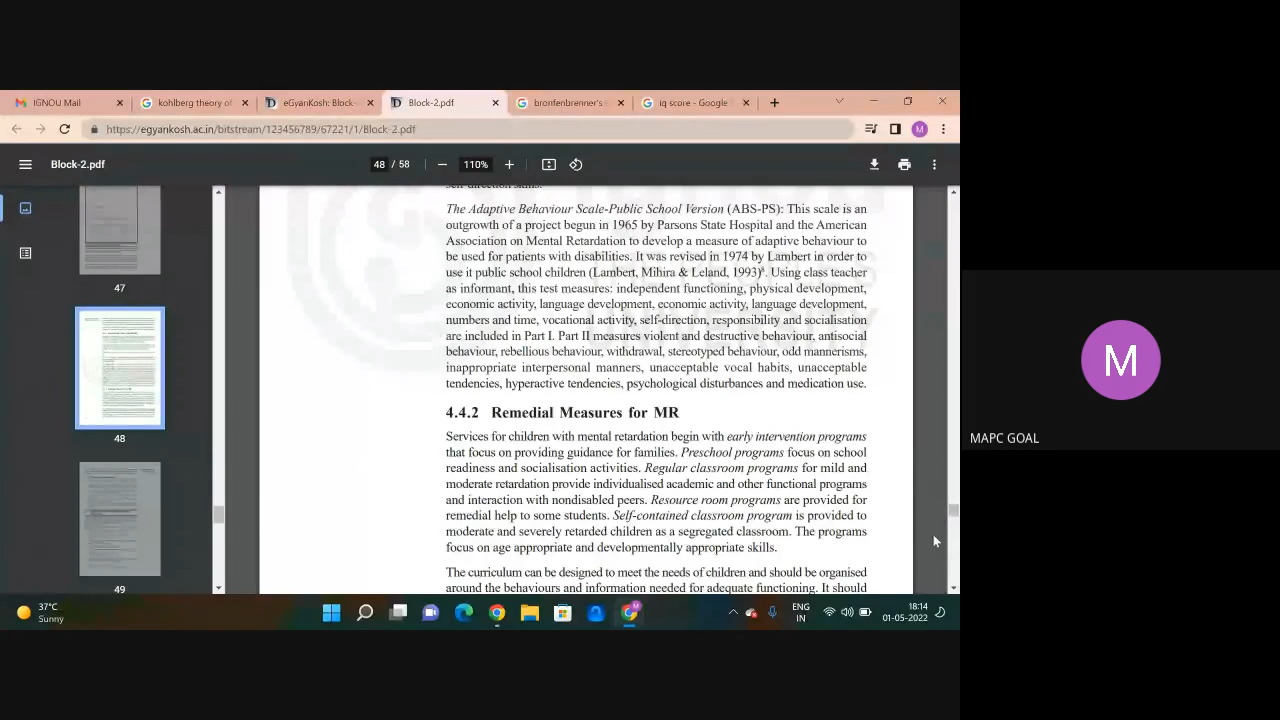 IGNOU Mail
kohlberg theory of
eGyanKosh: Block-
Block-2.pdf
bronfenbrenner's
iq score - Google
https://egyankosh.ac.in/bitstream/123456789/67221/1/Block-2.pdf
M
Block-2.pdf
48 / 58
110%
47
48
49
The Adaptive Behaviour Scale-Public School Version (ABS-PS): This scale is an
outgrowth of a project begun in 1965 by Parsons State Hospital and the American
Association on Mental Retardation to develop a measure of adaptive behaviour to
be used for patients with disabilities. It was revised in 1974 by Lambert in order to
use it public school children (Lambert, Mihira & Leland, 1993). Using class teacher
as informant, this test measures: independent functioning, physical development,
economic activity, language development, economic activity, language development,
numbers and time, vocational activity, self-direction, responsibility and socialisation
are included in Part I. Part II measures violent and destructive behaviour, antisocial
behaviour, rebellious behaviour, withdrawal, stereotyped behaviour, odd mannerisms,
inappropriate interpersonal manners, unacceptable vocal habits, unacceptable
tendencies, hyperactive tendencies, psychological disturbances and medication use.
4.4.2 Remedial Measures for MR
Services for children with mental retardation begin with early intervention programs
that focus on providing guidance for families. Preschool programs focus on school
readiness and socialisation activities. Regular classroom programs for mild and
moderate retardation provide individualised academic and other functional programs
and interaction with nondisabled peers. Resource room programs are provided for
remedial help to some students. Self-contained classroom program is provided to
moderate and severely retarded children as a segregated classroom. The programs
focus on age appropriate and developmentally appropriate skills.
The curriculum can be designed to meet the needs of children and should be organised
around the behaviours and information needed for adequate functioning. It should
M
MAPC GOAL
37°C
Sunny
ENG
IN
18:14
01-05-2022